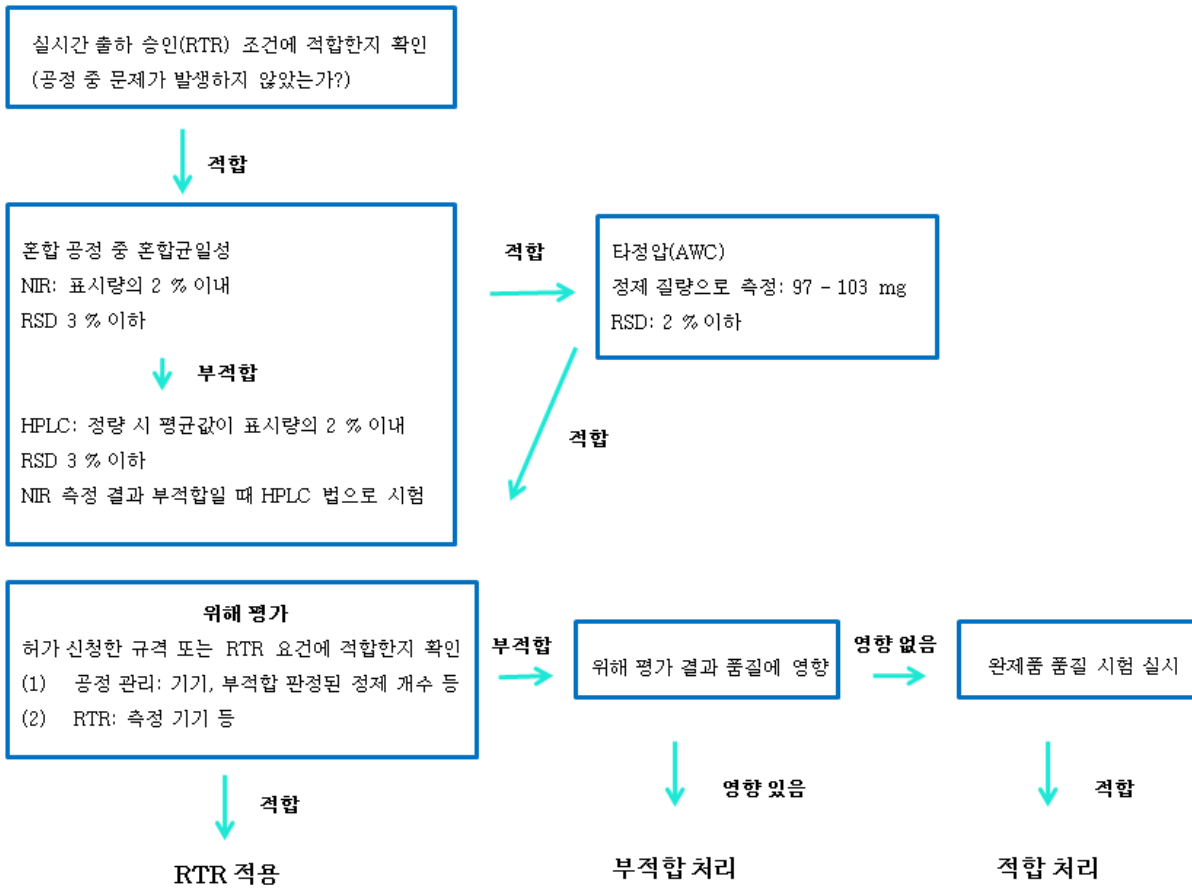 실시간 출하 승인(RTR) 조건에 적합한지 확인
(공정 중 문제가 발생하지 않았는가?)
적합
혼합 공정 중 혼합균일성
NIR: 표시량의 2 % 이내
RSD 3 % 이하
부적합
HPLC: 정량 시 평균값이 표시량의 2 % 이내
RSD 3 % 이하
NIR 측정 결과 부적합일 때 HPLC 법으로 시험
적합
타정압(AWC)
정제 질량으로 측정: 97 - 103 mg
RSD: 2 % 이하
적합
위해 평가
허가 신청한 규격 또는 RTR 요건에 적합한지 확인
(1) 공정 관리: 기기, 부적합 판정된 정제 개수 등
(2) RTR: 측정 기기 등
부적합
위해 평가 결과 품질에 영향
영향 없음
완제품 품질 시험 실시
적합
영향 있음
적합
RTR 적용
부적합 처리
적합 처리